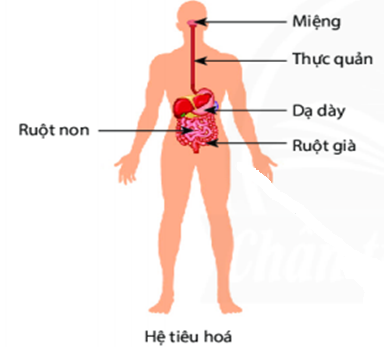 Miệng
Thực quản
Dạ dày
Ruột non
Ruột già
Hệ tiêu hoá